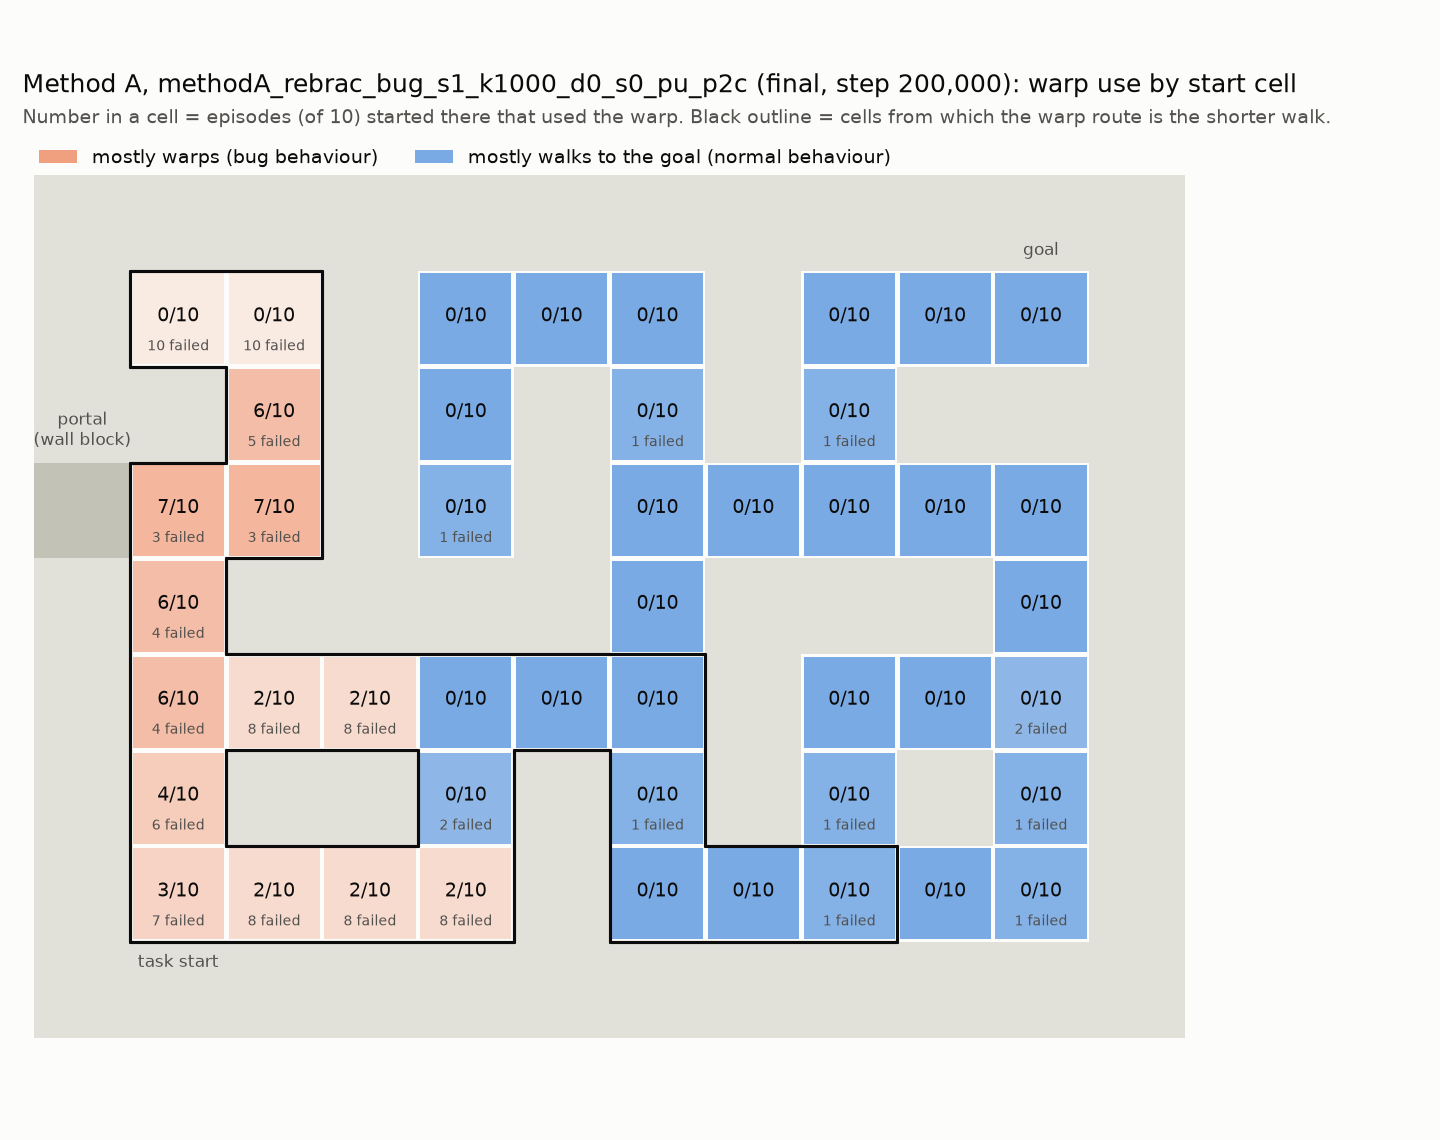 Method A, methodA_rebrac_bug_s1_k1000_d0_s0_pu_p2c (final, step 200,000): warp use by start cell
Number in a cell = episodes (of 10) started there that used the warp. Black outline = cells from which the warp route is the shorter walk.
mostly warps (bug behaviour) mostly walks to the goal (normal behaviour)
goal
0/10 0/10 0/10 0/10 0/10 0/10 0/10 0/10
10 failed 10 failed
portal
(wall block)
6/10 0/10 0/10 0/10
5 failed 1 failed 1 failed
7/10 7/10 0/10 0/10 0/10 0/10 0/10 0/10
3 failed 3 failed 1 failed
6/10 0/10 0/10
4 failed
6/10 2/10 2/10 0/10 0/10 0/10 0/10 0/10 0/10
4 failed 8 failed 8 failed 2 failed
4/10 0/10 0/10 0/10 0/10
6 failed 2 failed 1 failed 1 failed 1 failed
3/10 2/10 2/10 2/10 0/10 0/10 0/10 0/10 0/10
7 failed 8 failed 8 failed 8 failed 1 failed 1 failed
task start